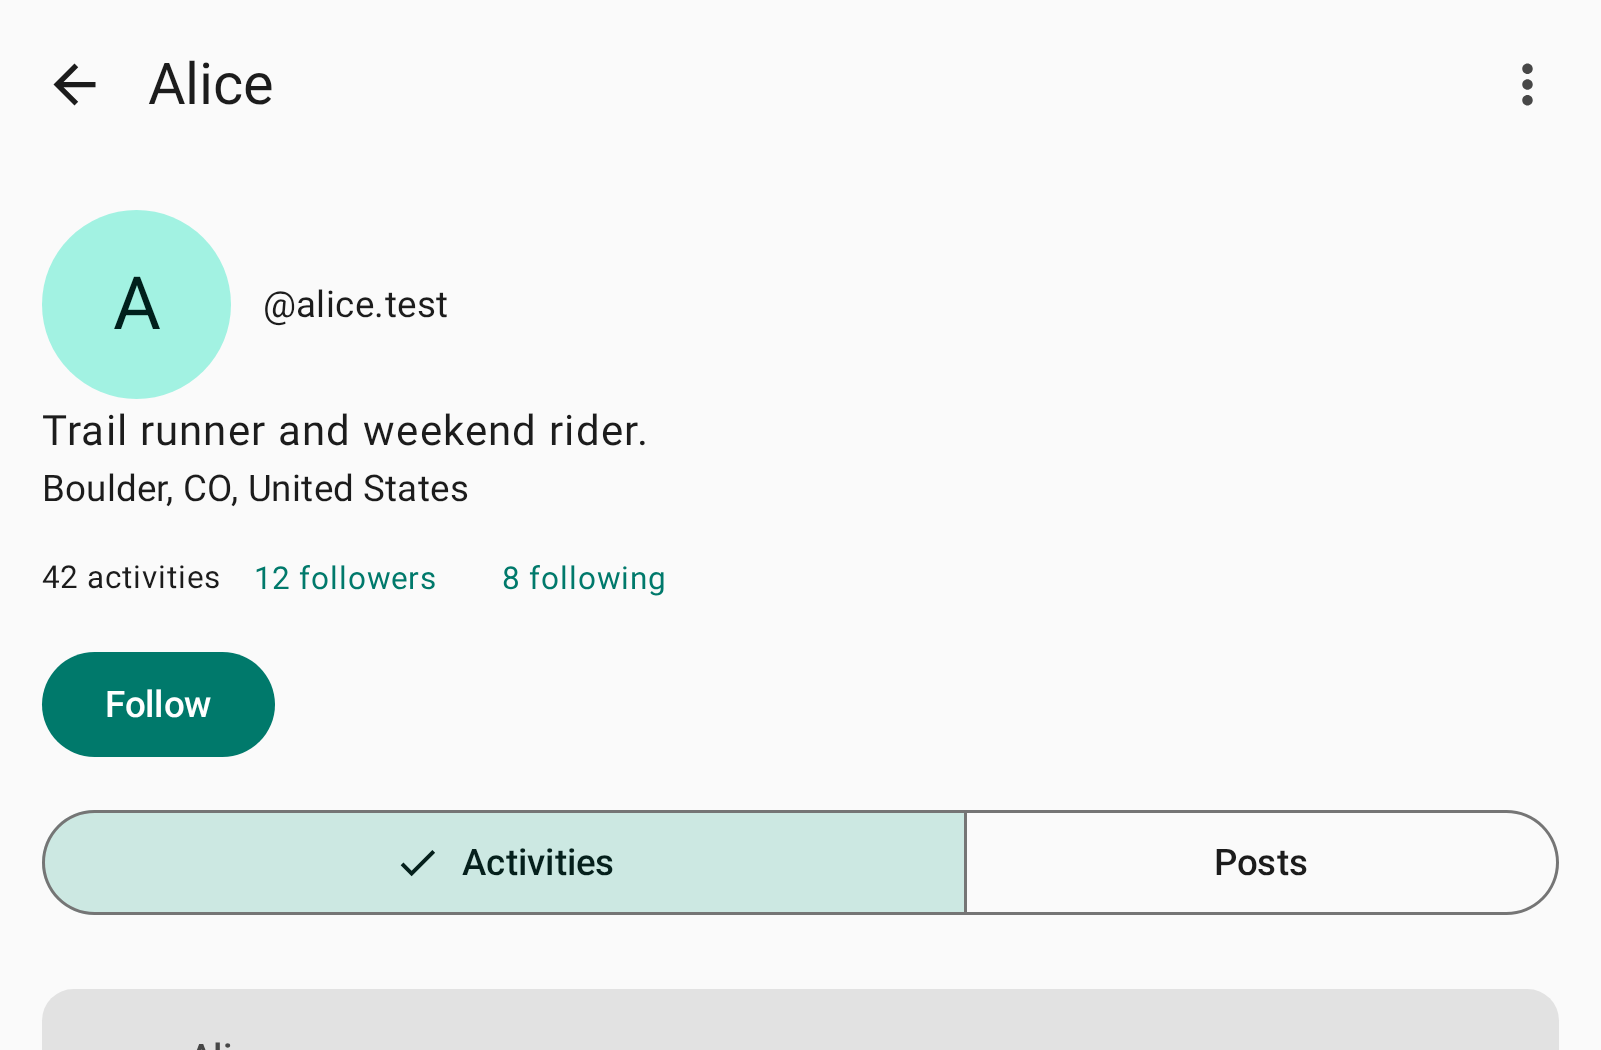 Alice
A
@alice.test
Trail runner and weekend rider.
Boulder, CO, United States
42 activities 12 followers 8 following
Follow
Activities Posts